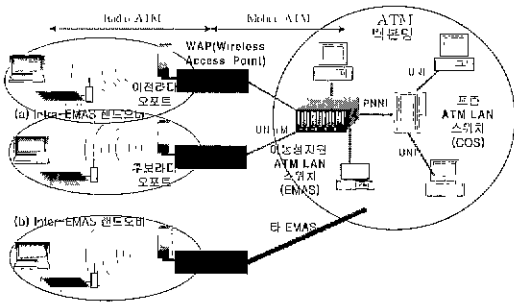 Radio ATM
Mobile ATM
ATM
백본망
WAP(Wireless
Access Point)
이전라디
오포트
(a) Intra-EMAS 핸드오버
UNI
PNNI
표준
ATM LAN
스위치
(COS)
UNI
이동성지원
ATM LAN
스위치
(EMAS)
후보라디
오포트
(b) Inter-EMAS 핸드오버
타 EMAS